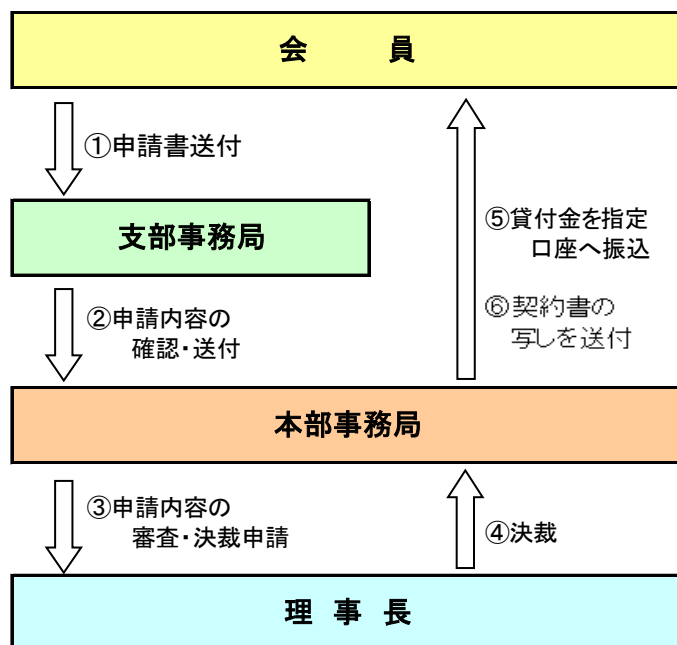 会 員
①申請書送付
支部事務局
⑤貸付金を指定
口座へ振込
②申請内容の
確認・送付
⑥契約書の
写しを送付
本部事務局
③申請内容の
審査・決裁申請
④決裁
理 事 長